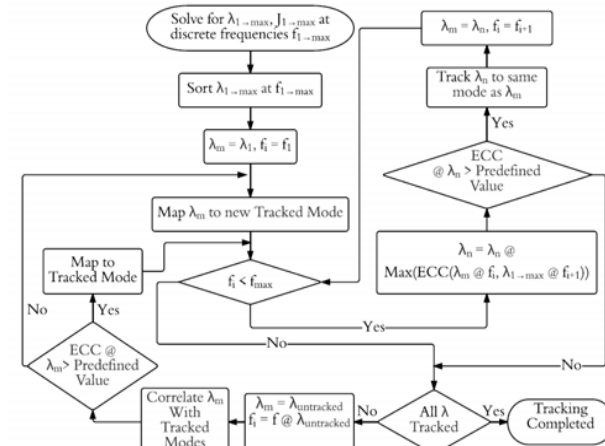 Solve for λ₁→max, J₁→max at
discrete frequencies f₁→max
Sort λ₁→max at f₁→max
λm = λ₁, fi = f₁
Map λm to new Tracked Mode
fi < fmax
Map to
Tracked Mode
No
Yes
ECC @
λm> Predefined
Value
Correlate λm
With
Tracked
Modes
λm = λuntracked
fi = f @ λuntracked
No
All λ
Tracked
Yes
Tracking
Completed
No
Yes
λn = λn @
Max(ECC(λm @ fi, λ₁→max @ fi+1))
ECC
@ λn > Predefined
Value
No
Yes
Track λn to same
mode as λm
λm = λn, fi = fi+1